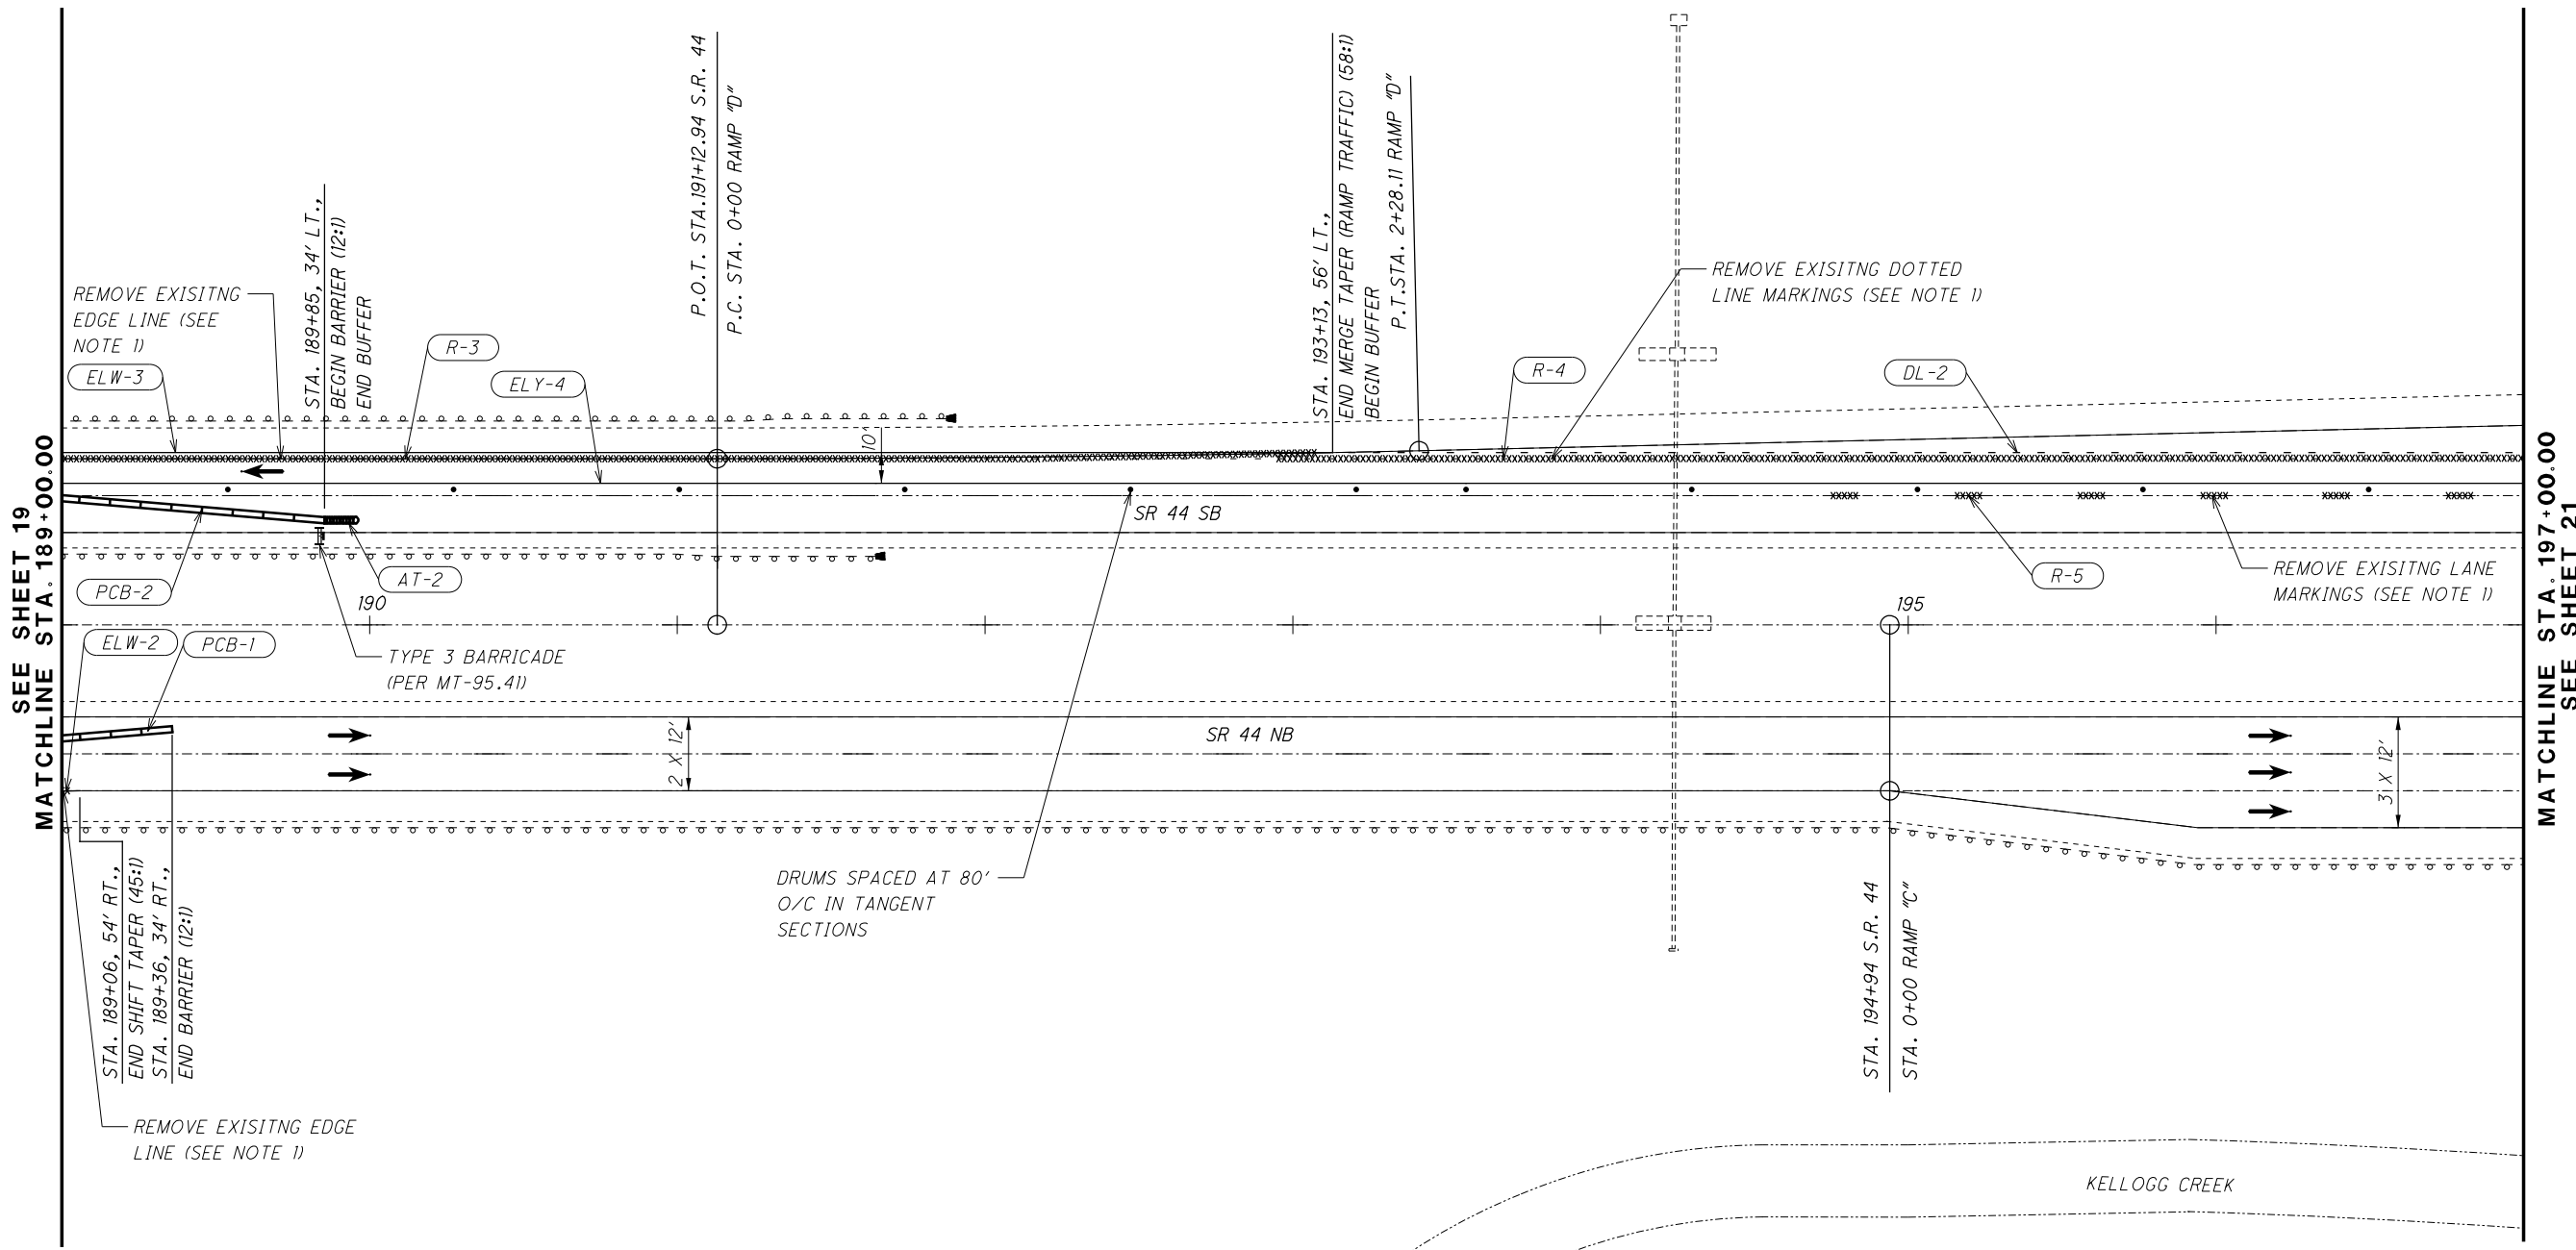 SEE SHEET 19
MATCHLINE STA. 189+00.00
REMOVE EXISITNG
EDGE LINE (SEE
NOTE 1)
ELW-3
STA. 189+85, 34' LT.,
BEGIN BARRIER (12:1)
END BUFFER
R-3
ELY-4
P.O.T. STA.191+12.94 S.R. 44
P.C. STA. 0+00 RAMP "D"
10'
STA. 193+13, 56' LT.,
END MERGE TAPER (RAMP TRAFFIC) (58:1)
BEGIN BUFFER
P.T.STA. 2+28.11 RAMP "D"
R-4
REMOVE EXISITNG DOTTED
LINE MARKINGS (SEE NOTE 1)
DL-2
SR 44 SB
PCB-2
AT-2
190
R-5
REMOVE EXISITNG LANE
MARKINGS (SEE NOTE 1)
195
ELW-2
PCB-1
TYPE 3 BARRICADE
(PER MT-95.41)
2 X 12'
SR 44 NB
3 X 12'
DRUMS SPACED AT 80'
O/C IN TANGENT
SECTIONS
STA. 189+06, 54' RT.,
END SHIFT TAPER (45:1)
STA. 189+36, 34' RT.,
END BARRIER (12:1)
REMOVE EXISITNG EDGE
LINE (SEE NOTE 1)
STA. 194+94 S.R. 44
STA. 0+00 RAMP "C"
KELLOGG CREEK
MATCHLINE STA. 197+00.00
SEE SHEET 21